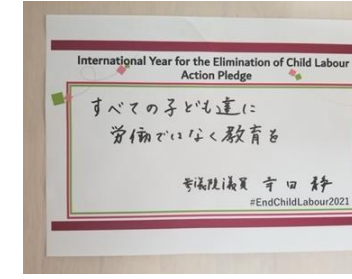 International Year for the Elimination of Child Labour
Action Pledge
すべての子ども達に
労働ではなく教育を
参議院議員 寺田 静
#EndChildLabour2021